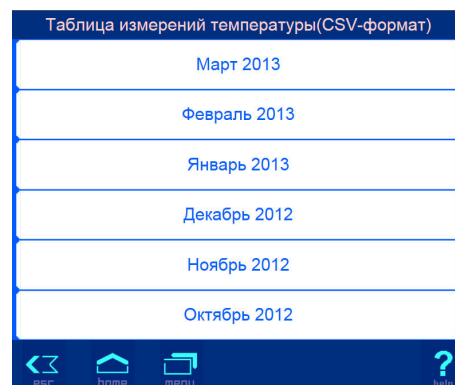 Таблица измерений температуры(CSV-формат)
Март 2013
Февраль 2013
Январь 2013
Декабрь 2012
Ноябрь 2012
Октябрь 2012
esc home menu ? help